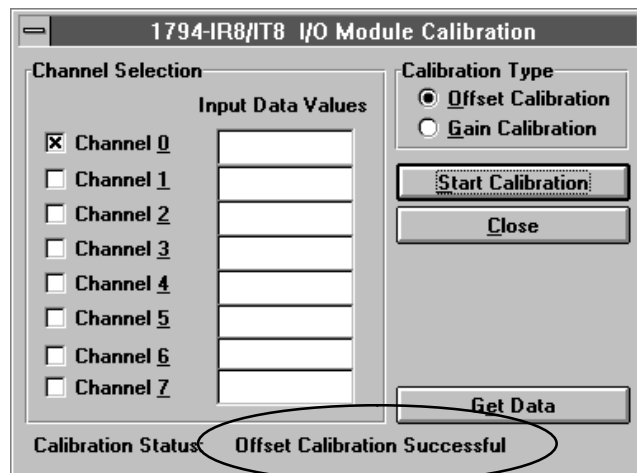 1794-IR8/IT8 I/O Module Calibration
Channel Selection
Input Data Values
Channel 0
Channel 1
Channel 2
Channel 3
Channel 4
Channel 5
Channel 6
Channel 7
Calibration Type
Offset Calibration
Gain Calibration
Start Calibration
Close
Get Data
Calibration Status: Offset Calibration Successful